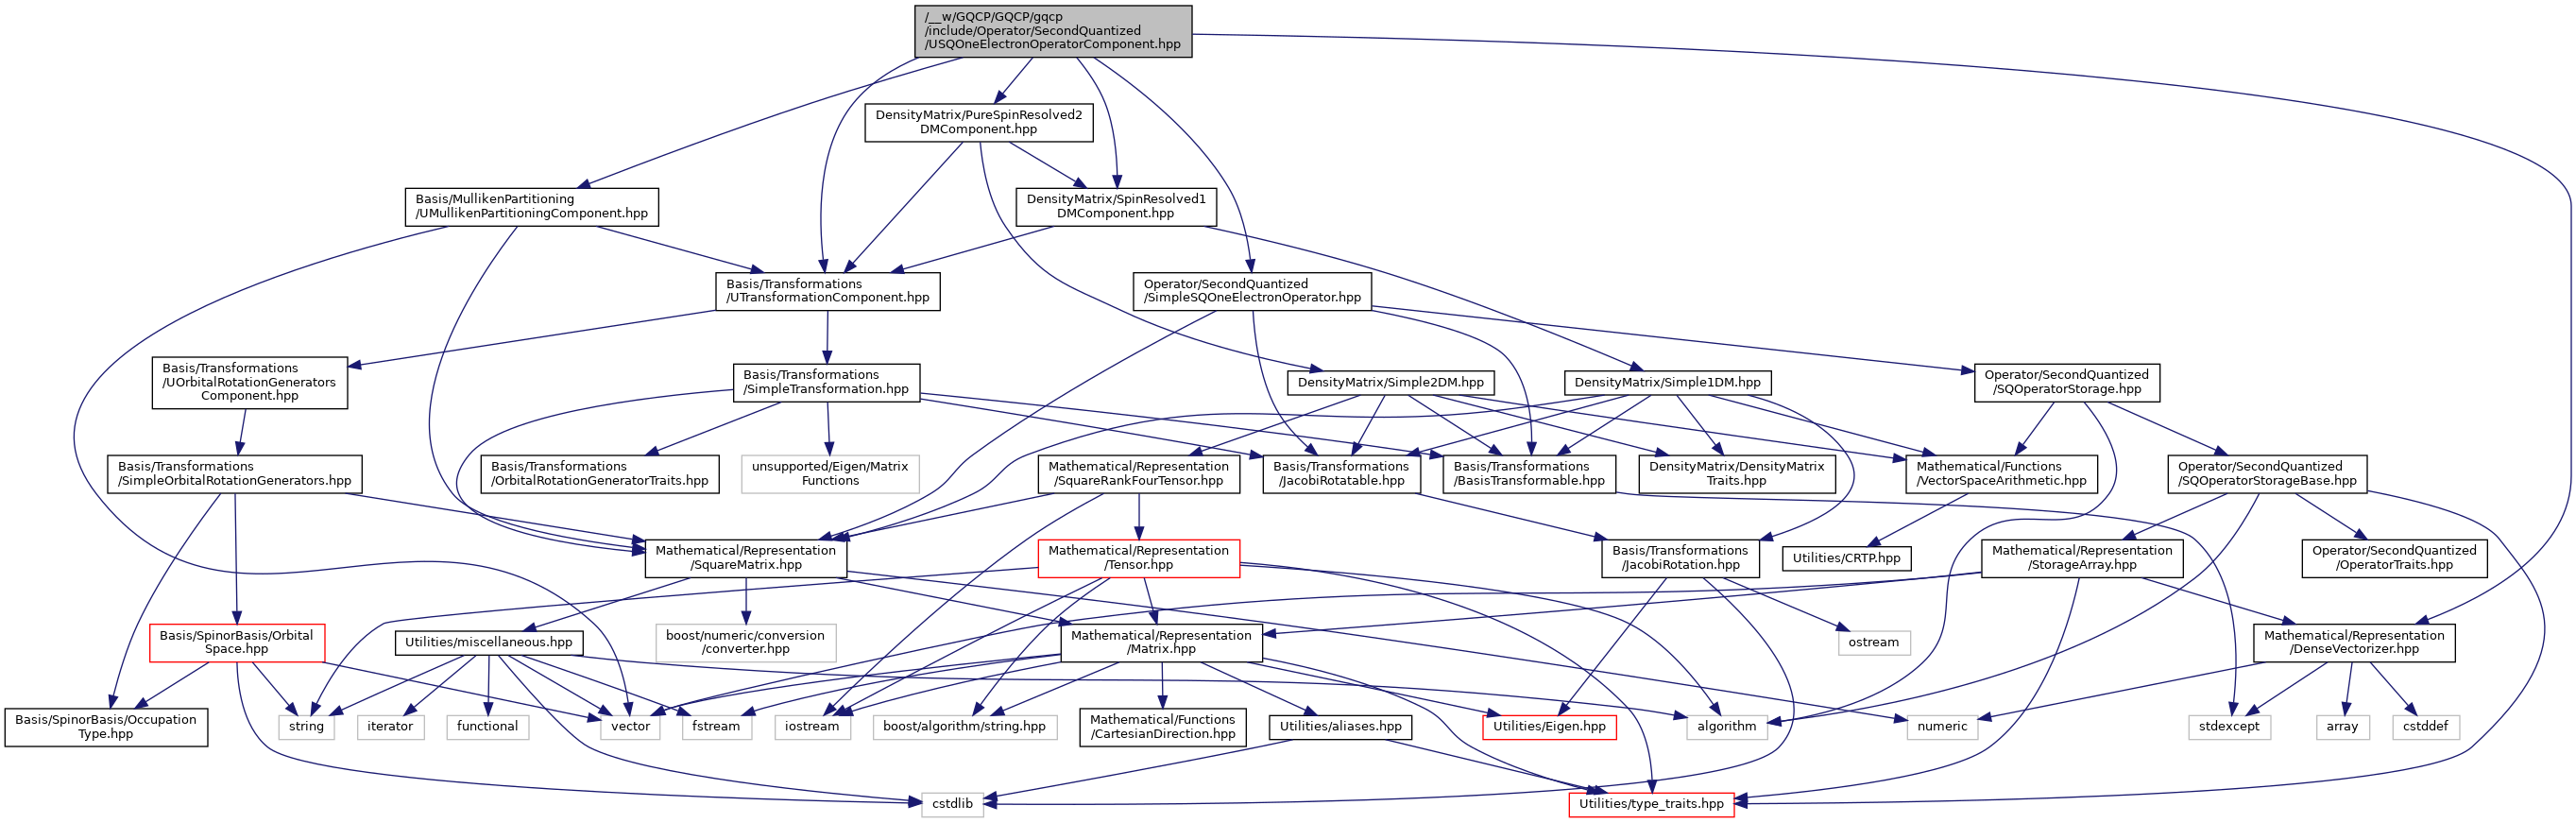 /__w/GQCP/GQCP/gqcp
/include/Operator/SecondQuantized
/USQOneElectronOperatorComponent.hpp
DensityMatrix/PureSpinResolved2
DMComponent.hpp
Basis/MullikenPartitioning
/UMullikenPartitioningComponent.hpp
DensityMatrix/SpinResolved1
DMComponent.hpp
Basis/Transformations
/UTransformationComponent.hpp
Operator/SecondQuantized
/SimpleSQOneElectronOperator.hpp
Basis/Transformations
/UOrbitalRotationGenerators
Component.hpp
Basis/Transformations
/SimpleTransformation.hpp
DensityMatrix/Simple2DM.hpp
DensityMatrix/Simple1DM.hpp
Operator/SecondQuantized
/SQOperatorStorage.hpp
Basis/Transformations
/SimpleOrbitalRotationGenerators.hpp
Basis/Transformations
/OrbitalRotationGeneratorTraits.hpp
unsupported/Eigen/Matrix
Functions
Mathematical/Representation
/SquareRankFourTensor.hpp
Basis/Transformations
/JacobiRotatable.hpp
Basis/Transformations
/BasisTransformable.hpp
DensityMatrix/DensityMatrix
Traits.hpp
Mathematical/Functions
/VectorSpaceArithmetic.hpp
Operator/SecondQuantized
/SQOperatorStorageBase.hpp
Mathematical/Representation
/SquareMatrix.hpp
Mathematical/Representation
/Tensor.hpp
Basis/Transformations
/JacobiRotation.hpp
Utilities/CRTP.hpp
Mathematical/Representation
/StorageArray.hpp
Operator/SecondQuantized
/OperatorTraits.hpp
Basis/SpinorBasis/Orbital
Space.hpp
Utilities/miscellaneous.hpp
boost/numeric/conversion
/converter.hpp
Mathematical/Representation
/Matrix.hpp
ostream
Mathematical/Representation
/DenseVectorizer.hpp
Basis/SpinorBasis/Occupation
Type.hpp
string
iterator
functional
vector
fstream
iostream
boost/algorithm/string.hpp
Mathematical/Functions
/CartesianDirection.hpp
Utilities/aliases.hpp
Utilities/Eigen.hpp
algorithm
numeric
stdexcept
array
cstddef
cstdlib
Utilities/type_traits.hpp